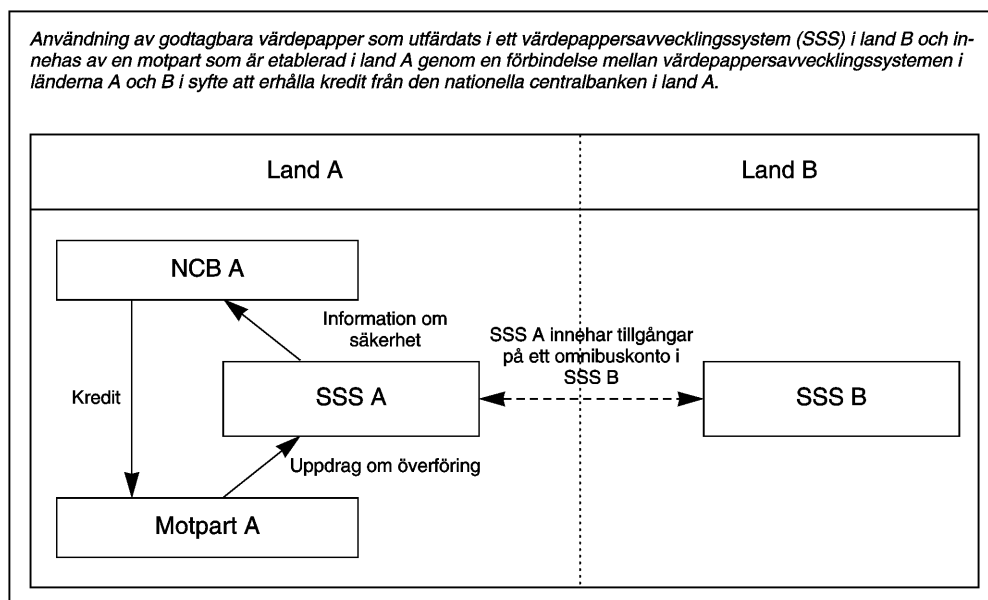 Användning av godtagbara värdepapper som utfärdats i ett värdepappersavvecklingssystem (SSS) i land B och in-
nehas av en motpart som är etablerad i land A genom en förbindelse mellan värdepappersavvecklingssystemen i
länderna A och B i syfte att erhålla kredit från den nationella centralbanken i land A.
Land A
Land B
NCB A
Information om
säkerhet
SSS A innehar tillgångar
på ett omnibuskonto i
SSS B
Kredit
SSS A
SSS B
Uppdrag om överföring
Motpart A